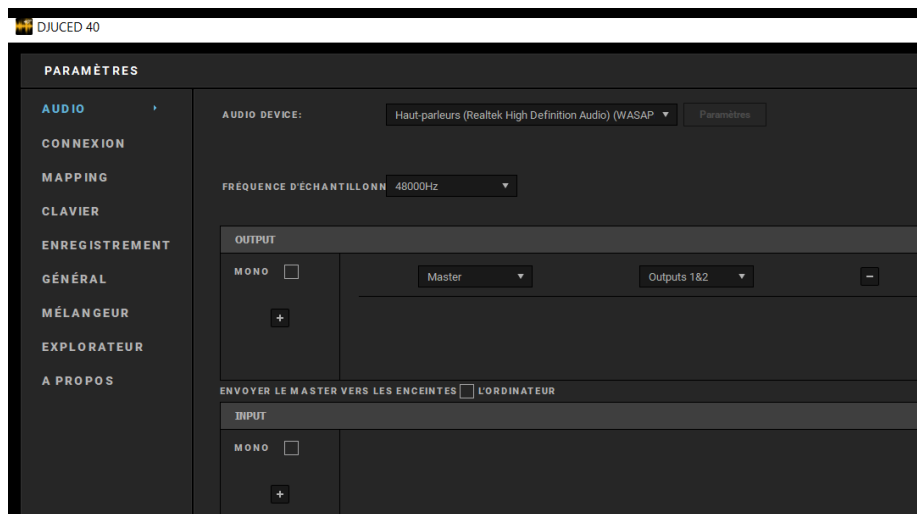 DJUCED 40
PARAMÈTRES
AUDIO
CONNEXION
MAPPING
CLAVIER
ENREGISTREMENT
GÉNÉRAL
MÉLANGEUR
EXPLORATEUR
A PROPOS
AUDIO DEVICE: Haut-parleurs (Realtek High Definition Audio) (WASAP Paramètres
FRÉQUENCE D'ÉCHANTILLONN 48000Hz
OUTPUT
MONO Master Outputs 1&2 -
+
ENVOYER LE MASTER VERS LES ENCEINTES L'ORDINATEUR
INPUT
MONO
+